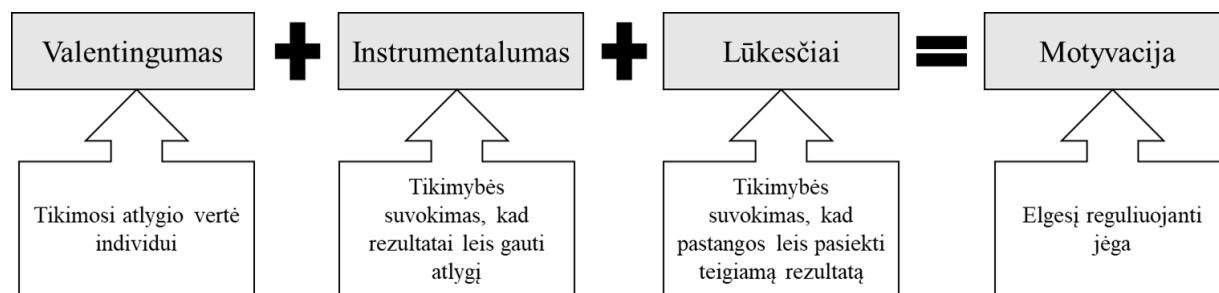 Valentingumas + Instrumentalumas + Lūkesčiai = Motyvacija
Tikimosi atlygio vertė
individui
Tikimybės
suvokimas, kad
rezultatai leis gauti
atlygį
Tikimybės
suvokimas, kad
pastangos leis pasiekti
teigiamą rezultatą
Elgesį reguliuojanti
jėga